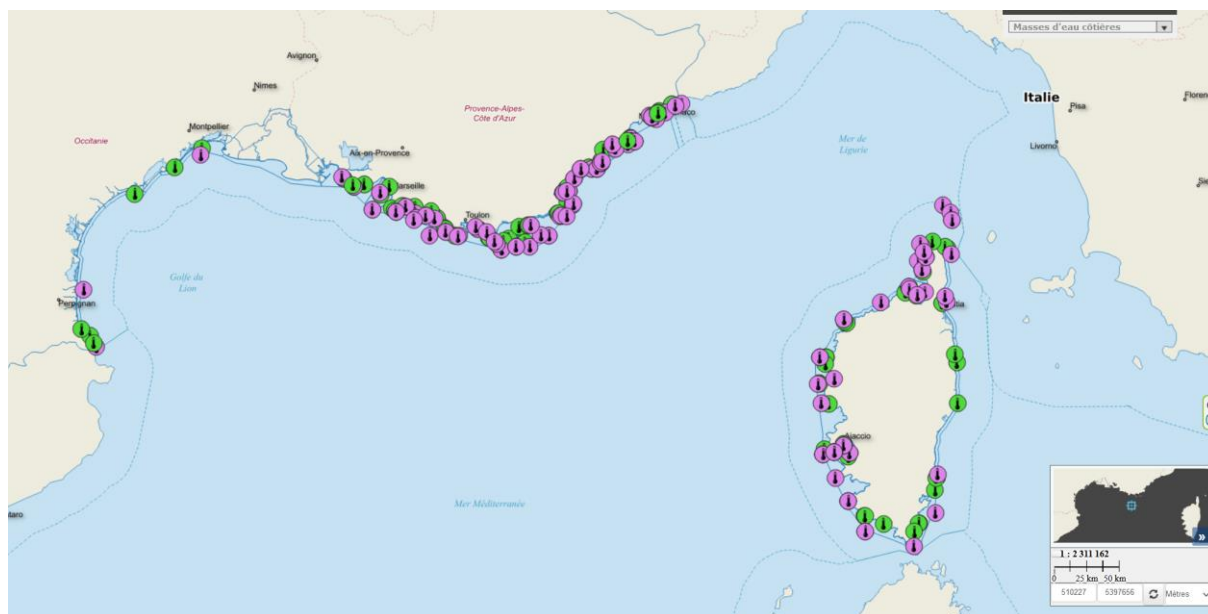 Masses d'eau côtières
Avignon
Nimes
Montpellier
Occitanie
Provence-Alpes-
Côte d'Azur
Aix-en-Provence
Marseille
Toulon
Italie
Pisa
Livorno
Mer de
Ligurie
Golfe du
Lion
Perpignan
Ajaccio
Mer Méditerranée
»
1 : 2 311 162
0 25 km 50 km
510227 5397656 Mètres